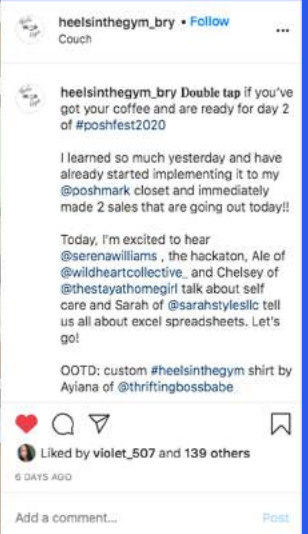 heelsinthegym_bry • Follow
Couch
heelsinthegym_bry Double tap if you've
got your coffee and are ready for day 2
of #poshfest2020
I learned so much yesterday and have
already started implementing it to my
@poshmark closet and immediately
made 2 sales that are going out today!!
Today, I'm excited to hear
@serenawilliams , the hackaton, Ale of
@wildheartcollective_ and Chelsey of
@thestayathomegirl talk about self
care and Sarah of @sarahstylesllc tell
us all about excel spreadsheets. Let's
go!
OOTD: custom #heelsinthegym shirt by
Ayiana of @thriftingbossbabe
Liked by violet_507 and 139 others
6 DAYS AGO
Add a comment...
Post